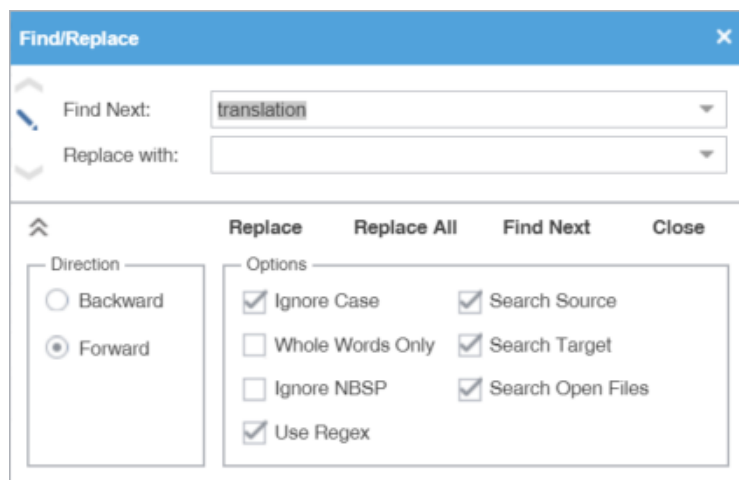 Find/Replace
Find Next: translation
Replace with:
Replace Replace All Find Next Close
Direction
Backward
Forward
Options
Ignore Case Search Source
Whole Words Only Search Target
Ignore NBSP Search Open Files
Use Regex